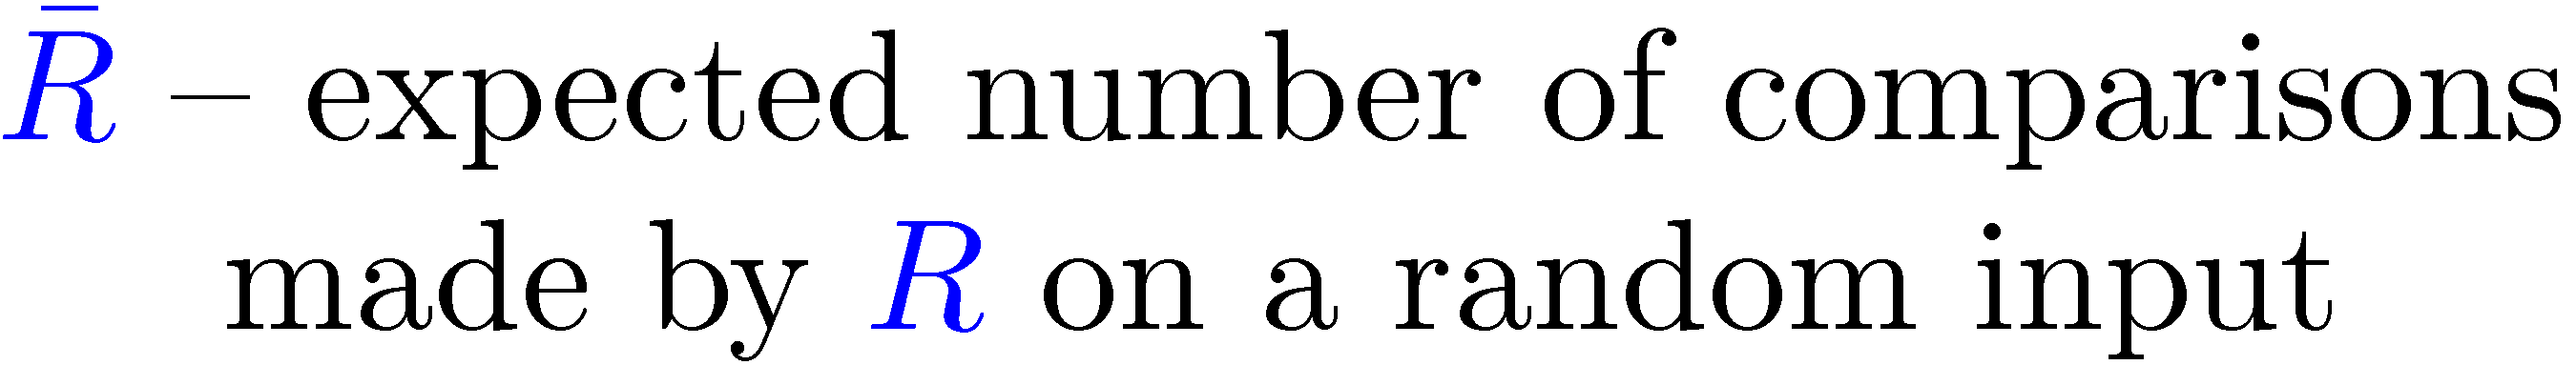 R̄ – expected number of comparisons
made by R on a random input